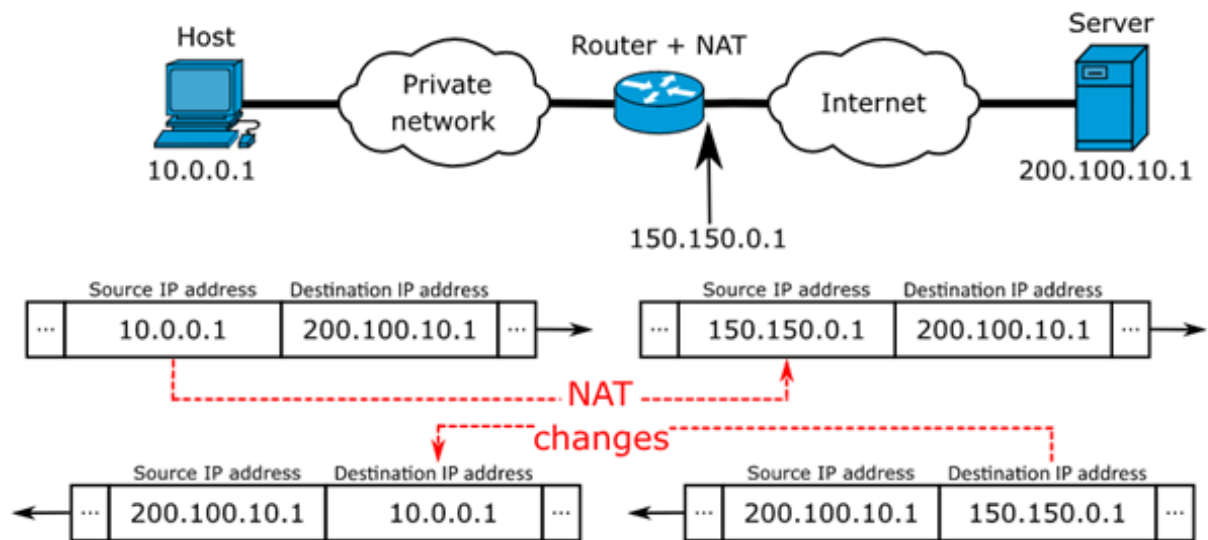 Host
Router + NAT
Server
Private
network
Internet
10.0.0.1
200.100.10.1
150.150.0.1
Source IP address Destination IP address
... 10.0.0.1 200.100.10.1 ...
Source IP address Destination IP address
... 150.150.0.1 200.100.10.1 ...
NAT
changes
Source IP address Destination IP address
... 200.100.10.1 10.0.0.1 ...
Source IP address Destination IP address
... 200.100.10.1 150.150.0.1 ...